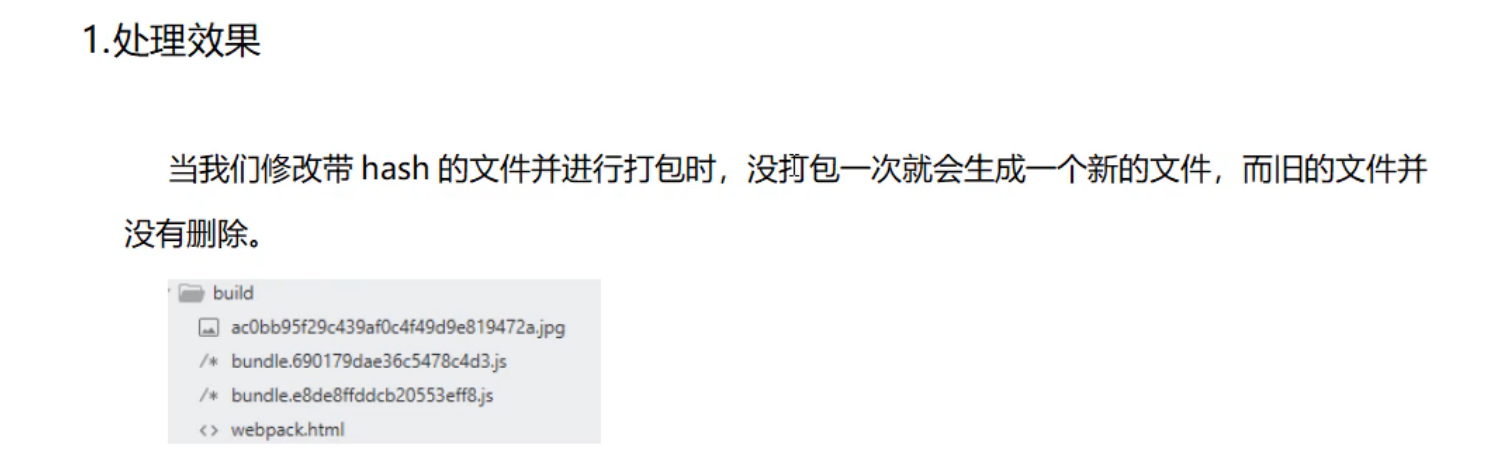 1.处理效果
当我们修改带 hash 的文件并进行打包时，没打包一次就会生成一个新的文件，而旧的文件并
没有删除。
build
ac0bb95f29c439af0c4f49d9e819472a.jpg
/* bundle.690179dae36c5478c4d3.js
/* bundle.e8de8ffddcb20553eff8.js
<> webpack.html